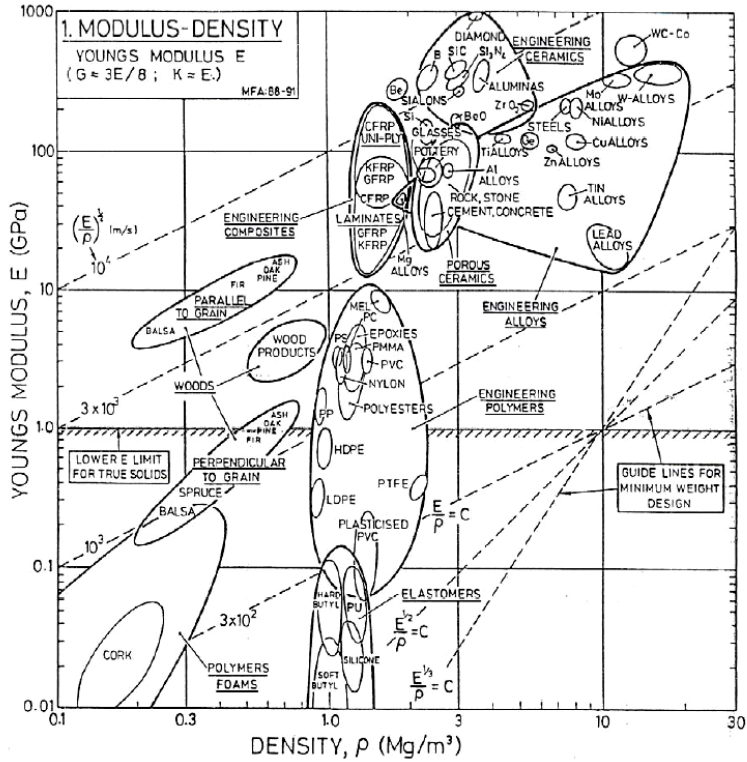 1. MODULUS-DENSITY
YOUNGS MODULUS E
(G ≈ 3E/8 ; K ≈ E.)
MFA: 88-91
1000
100
10
1.0
0.1
0.01
YOUNGS MODULUS, E (GPa)
DIAMOND
B
SiC
Si₃N₄
ENGINEERING
CERAMICS
WC-Co
Be
SIALONS
ALUMINAS
ZrO₂
BeO
Si
Mo
ALLOYS
W-ALLOYS
STEELS
Ni ALLOYS
CFRP
UNI-PLY
GLASSES
POTTERY
Ti ALLOYS
Cu ALLOYS
Zn ALLOYS
KFRP
GFRP
CFRP
Al
ALLOYS
TIN
ALLOYS
LAMINATES
GFRP
KFRP
ROCK, STONE
CEMENT, CONCRETE
LEAD
ALLOYS
Mg
ALLOYS
POROUS
CERAMICS
ENGINEERING
COMPOSITES
ENGINEERING
ALLOYS
(E/ρ)^½ (m/s)
10⁴
ASH
OAK
PINE
FIR
PARALLEL
TO GRAIN
BALSA
WOOD
PRODUCTS
WOODS
3×10³
MEL
PC
PS
EPOXIES
PMMA
PVC
NYLON
POLYESTERS
PP
ENGINEERING
POLYMERS
ASH
OAK
PINE
FIR
LOWER E LIMIT
FOR TRUE SOLIDS
PERPENDICULAR
TO GRAIN
SPRUCE
BALSA
HDPE
LDPE
PTFE
PLASTICISED
PVC
GUIDE LINES FOR
MINIMUM WEIGHT
DESIGN
E/ρ = C
10³
3×10²
HARD
BUTYL
PU
ELASTOMERS
E^1/2/ρ = C
SILICONE
SOFT
BUTYL
E^1/3/ρ = C
CORK
POLYMERS
FOAMS
0.1
0.3
1.0
3
10
30
DENSITY, ρ (Mg/m³)